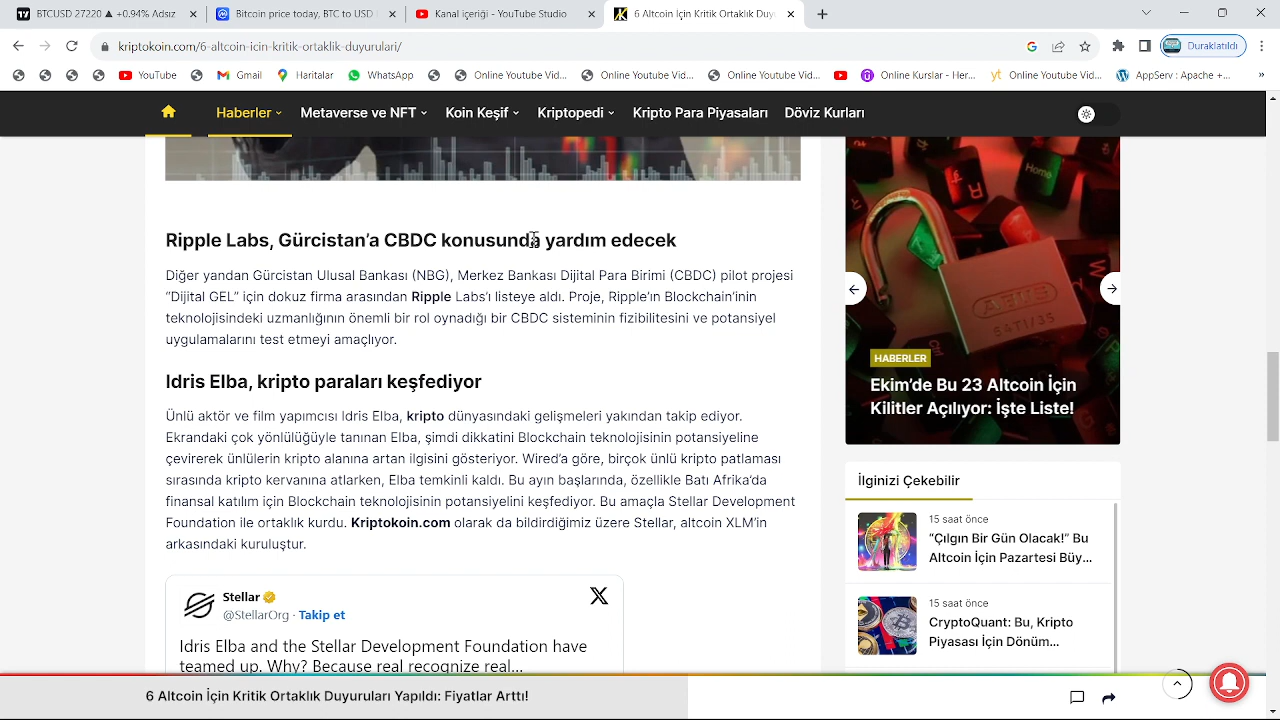 BTCUSD 27220 ▲ +0.94% Adsız
Bitcoin price today, BTC to USD
Kanal içeriği - YouTube Studio
6 Altcoin İçin Kritik Ortaklık Duy
kriptokoin.com/6-altcoin-icin-kritik-ortaklik-duyurulari/
Duraklatıldı
YouTube
Gmail
Haritalar
WhatsApp
Online Youtube Vid...
Online Youtube Vid...
Online Youtube Vid...
Online Kurslar - Her...
Online Youtube Vid...
AppServ : Apache +...
»
Haberler
Metaverse ve NFT
Koin Keşif
Kriptopedi
Kripto Para Piyasaları
Döviz Kurları
Ripple Labs, Gürcistan’a CBDC konusunda yardım edecek
Diğer yandan Gürcistan Ulusal Bankası (NBG), Merkez Bankası Dijital Para Birimi (CBDC) pilot projesi
“Dijital GEL” için dokuz firma arasından Ripple Labs’ı listeye aldı. Proje, Ripple’ın Blockchain’inin
teknolojisindeki uzmanlığının önemli bir rol oynadığı bir CBDC sisteminin fizibilitesini ve potansiyel
uygulamalarını test etmeyi amaçlıyor.
Idris Elba, kripto paraları keşfediyor
Ünlü aktör ve film yapımcısı Idris Elba, kripto dünyasındaki gelişmeleri yakından takip ediyor.
Ekrandaki çok yönlülüğüyle tanınan Elba, şimdi dikkatini Blockchain teknolojisinin potansiyeline
çevirerek ünlülerin kripto alanına artan ilgisini gösteriyor. Wired’a göre, birçok ünlü kripto patlaması
sırasında kripto kervanına atlarken, Elba temkinli kaldı. Bu ayın başlarında, özellikle Batı Afrika’da
finansal katılım için Blockchain teknolojisinin potansiyelini keşfediyor. Bu amaçla Stellar Development
Foundation ile ortaklık kurdu. Kriptokoin.com olarak da bildirdiğimiz üzere Stellar, altcoin XLM’in
arkasındaki kuruluştur.
Stellar
@StellarOrg · Takip et
Idris Elba and the Stellar Development Foundation have
teamed up. Why? Because real recognize real...
Home
R
W
ABUS
64TI/35
HABERLER
Ekim’de Bu 23 Altcoin İçin
Kilitler Açılıyor: İşte Liste!
İlginizi Çekebilir
15 saat önce
“Çılgın Bir Gün Olacak!” Bu
Altcoin İçin Pazartesi Büy...
15 saat önce
CryptoQuant: Bu, Kripto
Piyasası İçin Dönüm...
6 Altcoin İçin Kritik Ortaklık Duyuruları Yapıldı: Fiyatlar Arttı!